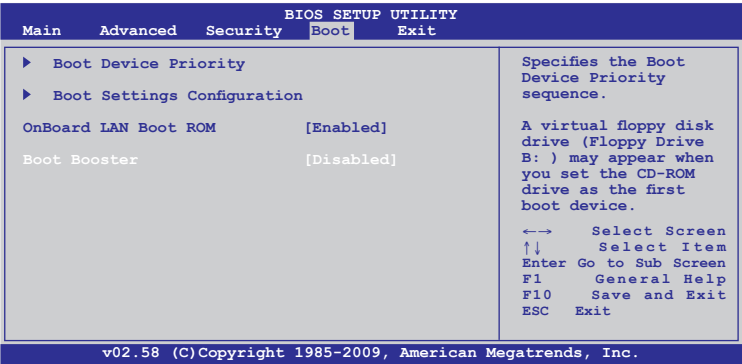 BIOS SETUP UTILITY
Main Advanced Security Boot Exit
Boot Device Priority
Boot Settings Configuration
OnBoard LAN Boot ROM [Enabled]
Boot Booster [Disabled]
Specifies the Boot
Device Priority
sequence.
A virtual floppy disk
drive (Floppy Drive
B: ) may appear when
you set the CD-ROM
drive as the first
boot device.
←→ Select Screen
↑↓ Select Item
Enter Go to Sub Screen
F1 General Help
F10 Save and Exit
ESC Exit
v02.58 (C)Copyright 1985-2009, American Megatrends, Inc.